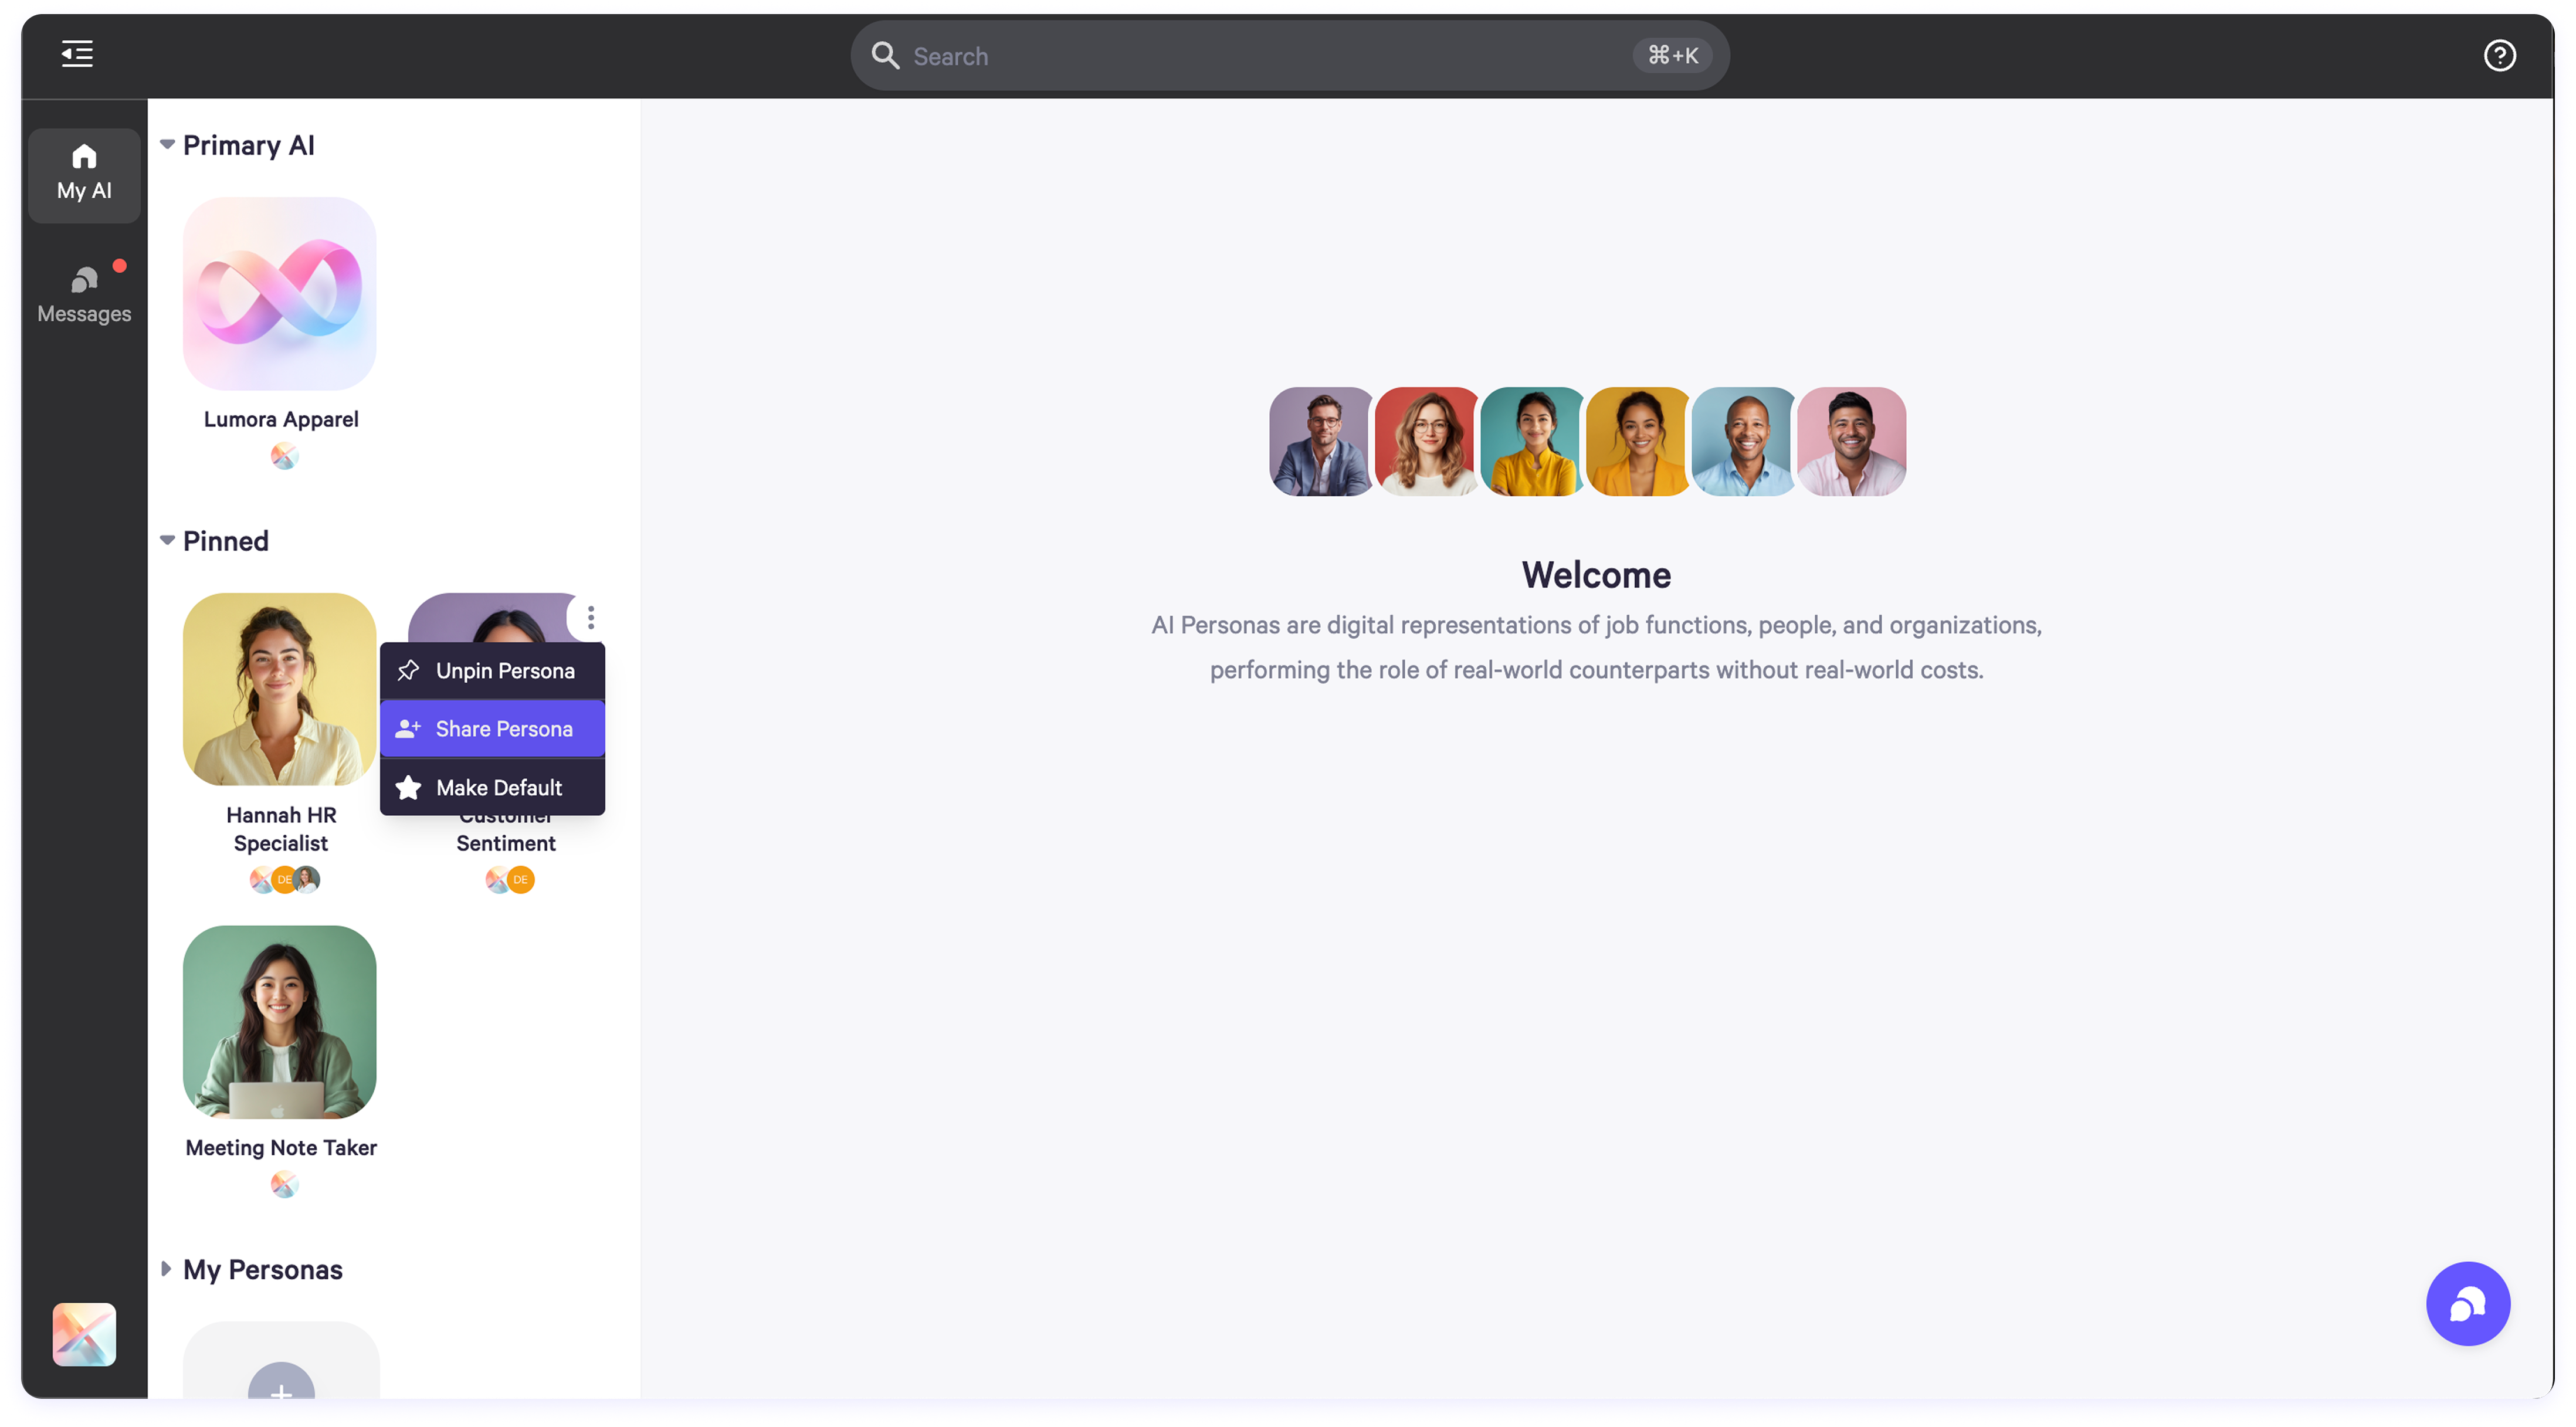 Search
⌘+K
My AI
Messages
Primary AI
Lumora Apparel
Pinned
Unpin Persona
Share Persona
Make Default
Hannah HR
Specialist
DE
Customer
Sentiment
DE
Meeting Note Taker
My Personas
Welcome
AI Personas are digital representations of job functions, people, and organizations,
performing the role of real-world counterparts without real-world costs.